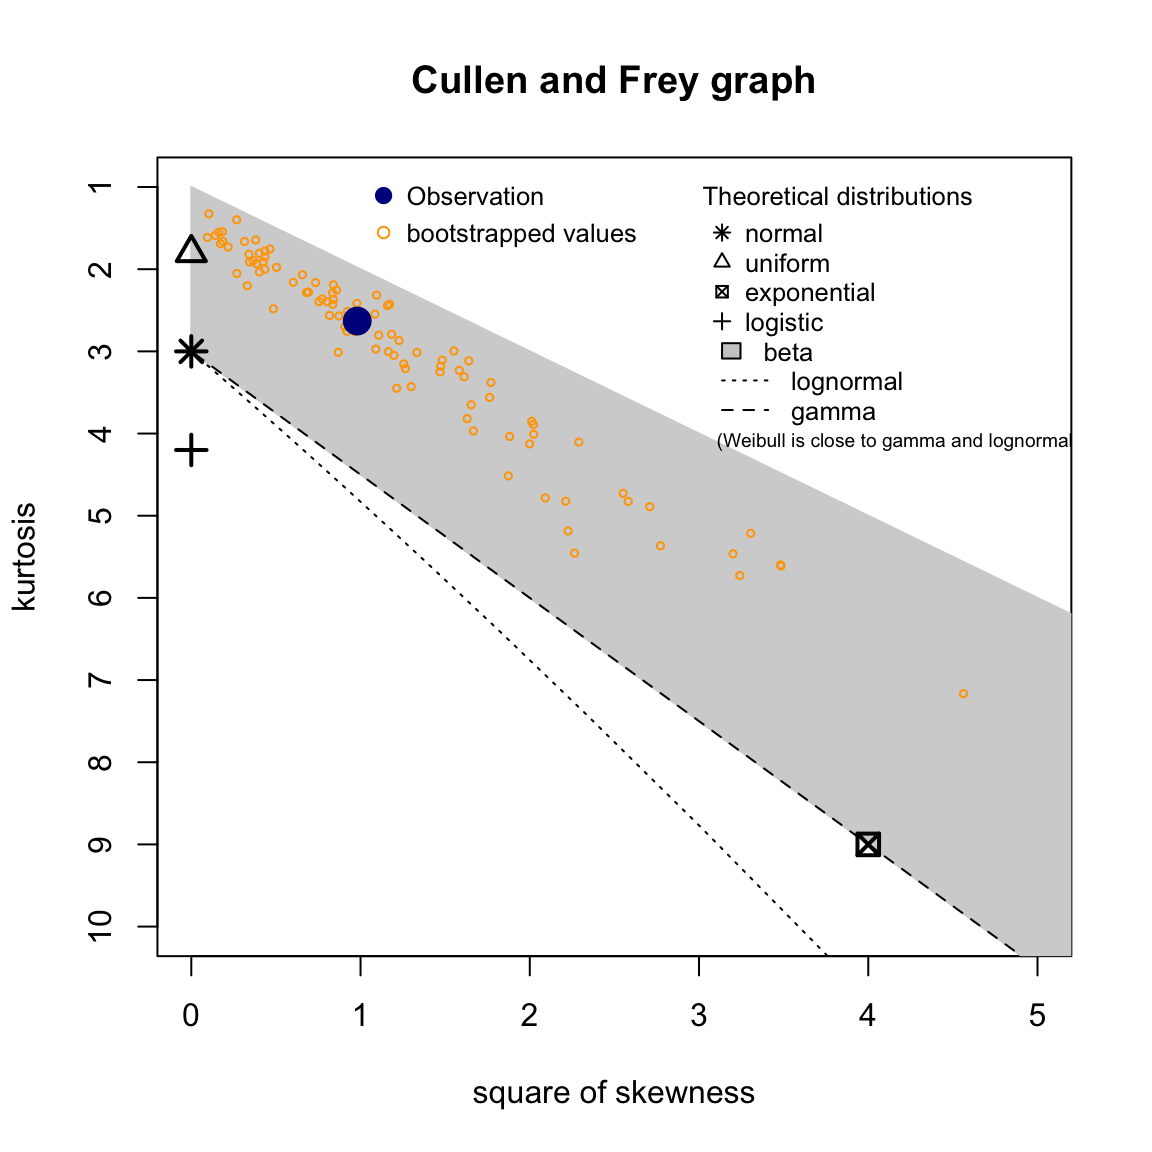 Cullen and Frey graph
Observation
bootstrapped values
Theoretical distributions
normal
uniform
exponential
logistic
beta
lognormal
gamma
(Weibull is close to gamma and lognormal
kurtosis
1
2
3
4
5
6
7
8
9
10
0 1 2 3 4 5
square of skewness